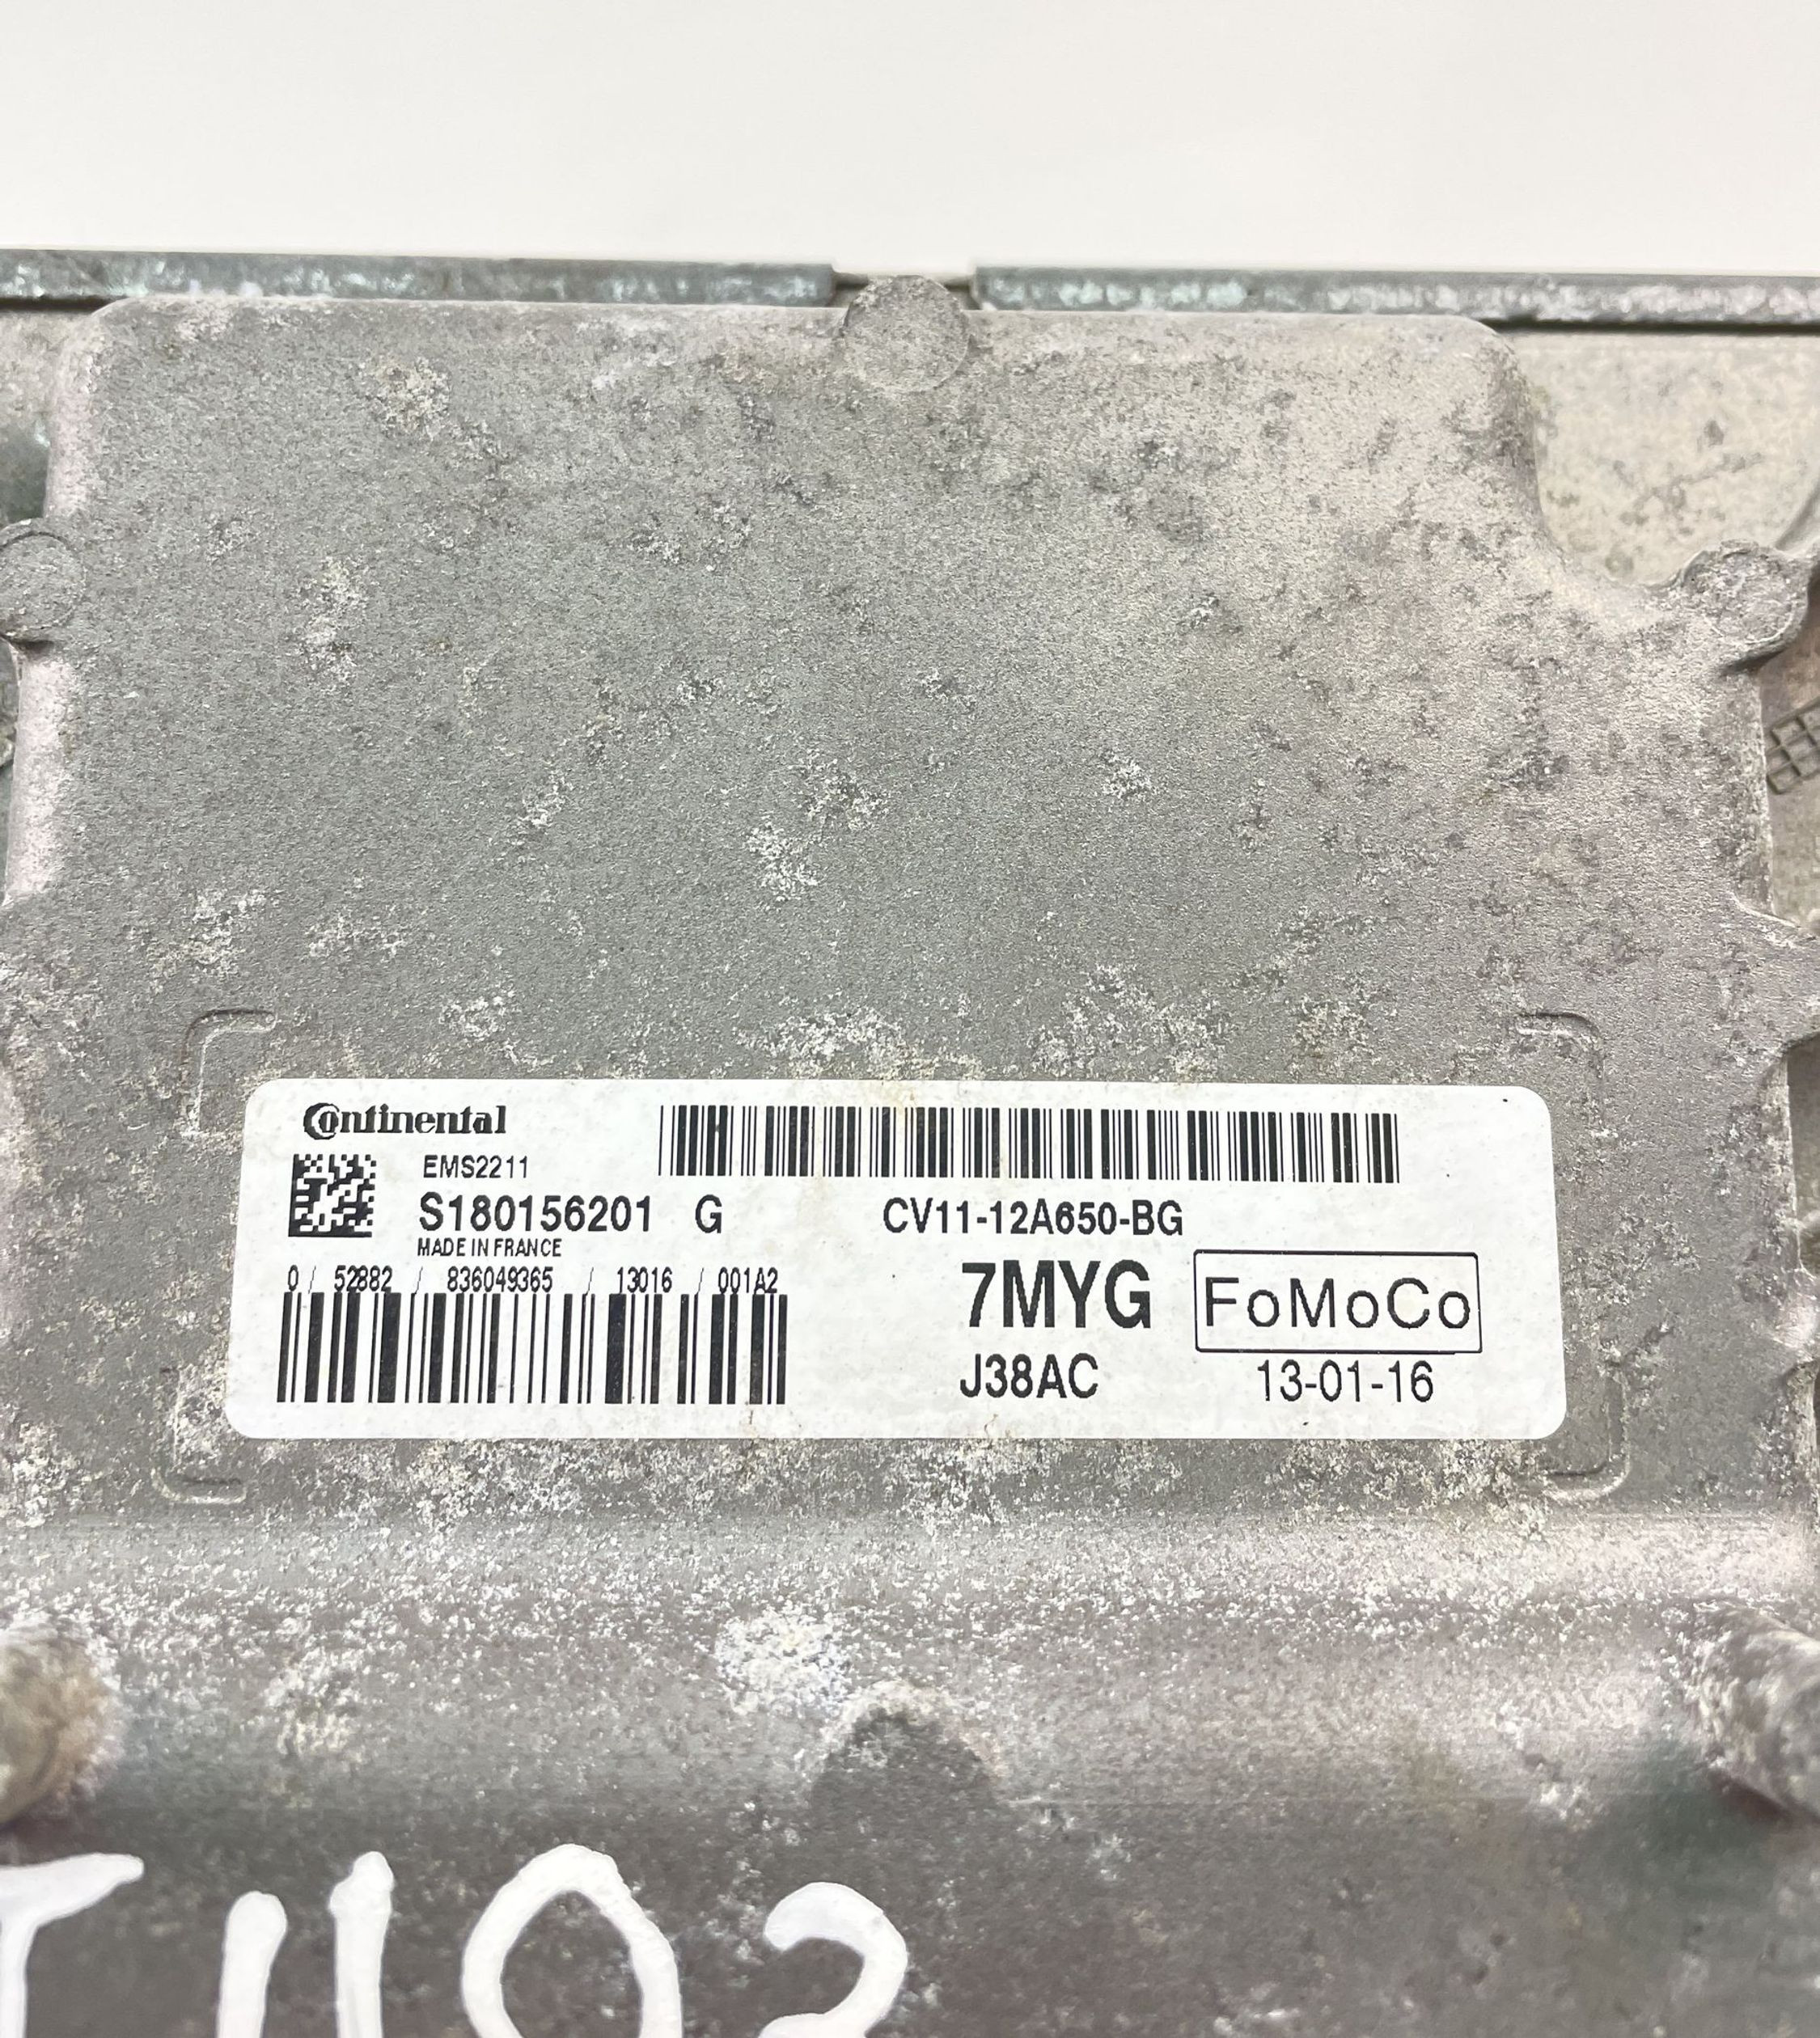 Continental
EMS2211
S180156201 G
MADE IN FRANCE
0 / 52882 / 836049365 / 13016 / 001A2
CV11-12A650-BG
7MYG
FoMoCo
J38AC
13-01-16